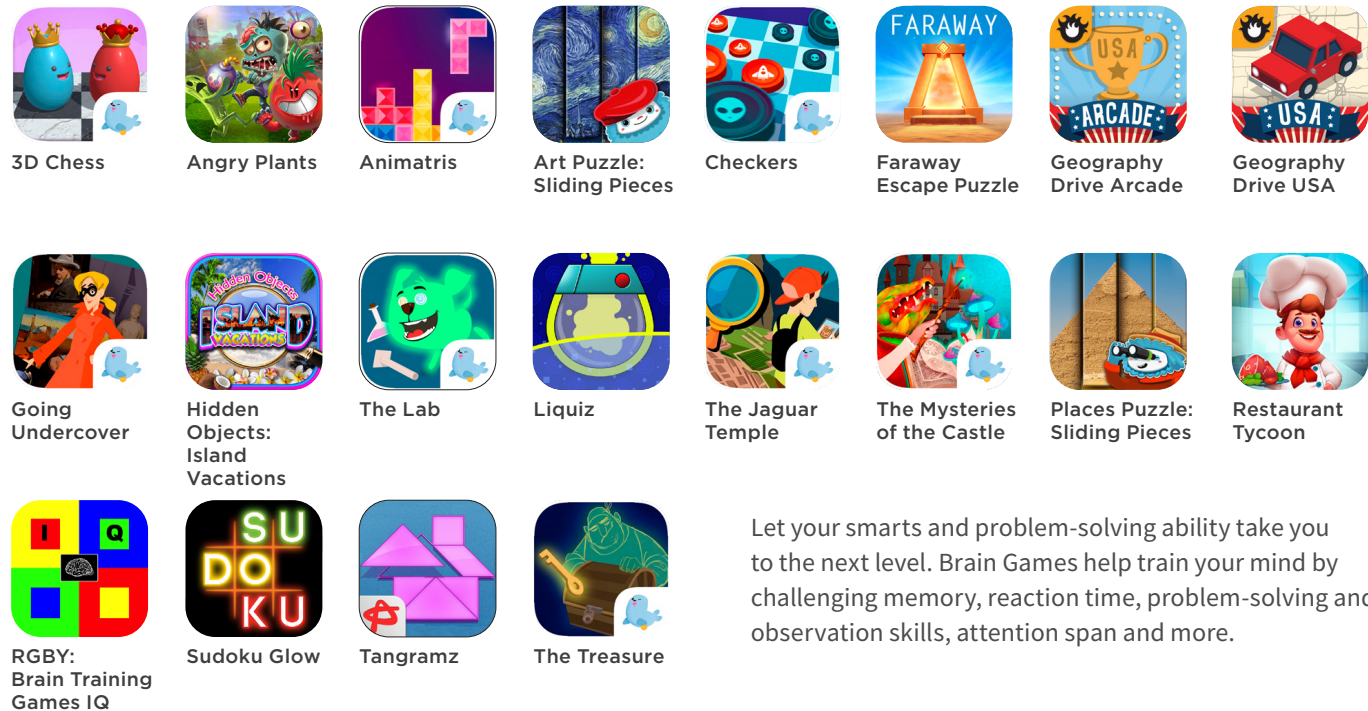 FARAWAY
USA
ARCADE
USA
3D Chess
Angry Plants
Animatris
Art Puzzle:
Sliding Pieces
Checkers
Faraway
Escape Puzzle
Geography
Drive Arcade
Geography
Drive USA
Hidden Objects
ISLAND
VACATIONS
Going
Undercover
Hidden
Objects:
Island
Vacations
The Lab
Liquiz
The Jaguar
Temple
The Mysteries
of the Castle
Places Puzzle:
Sliding Pieces
Restaurant
Tycoon
I Q
SU
DO
KU
RGBY:
Brain Training
Games IQ
Sudoku Glow
Tangramz
The Treasure
Let your smarts and problem-solving ability take you
to the next level. Brain Games help train your mind by
challenging memory, reaction time, problem-solving and
observation skills, attention span and more.